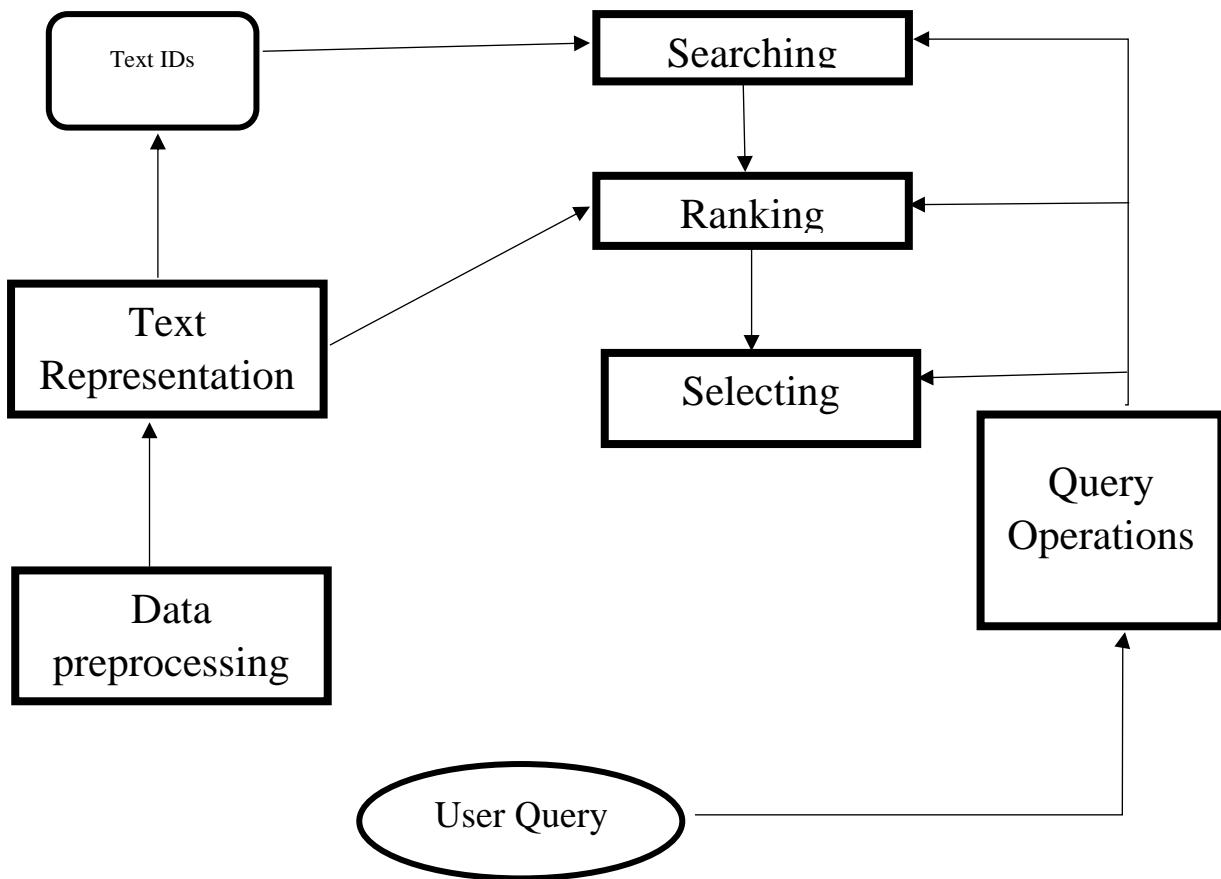 Text IDs
Searching
Ranking
Text
Representation
Selecting
Query
Operations
Data
preprocessing
User Query